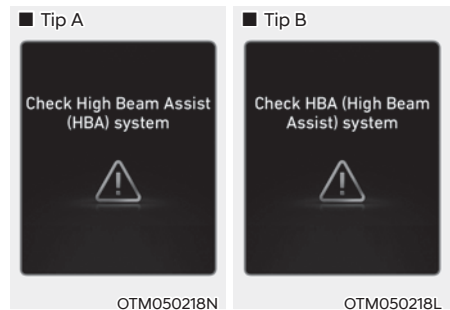 ■ Tip A
Check High Beam Assist
(HBA) system
OTM050218N
■ Tip B
Check HBA (High Beam
Assist) system
OTM050218L